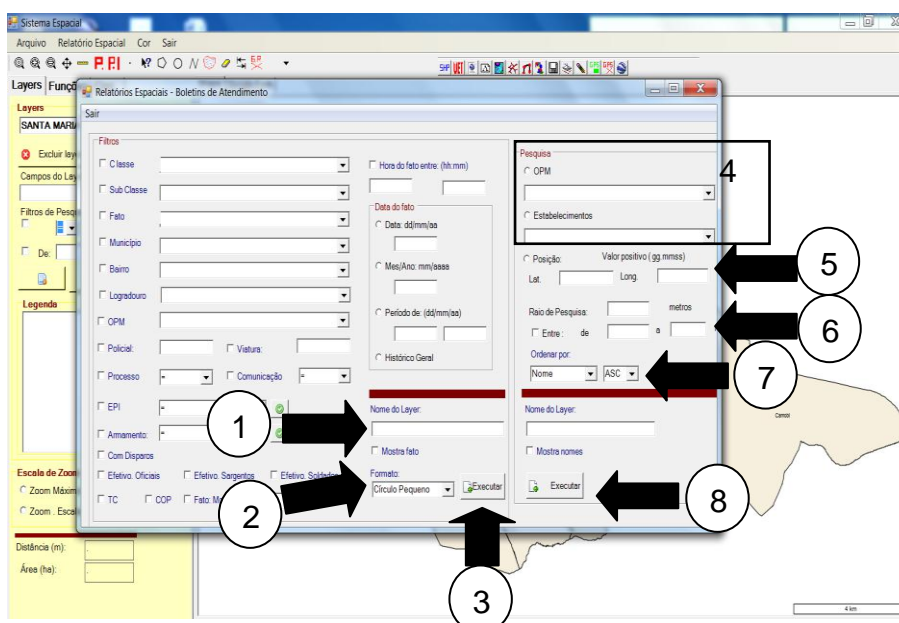 Sistema Espacial
Arquivo Relatório Espacial Cor Sair
Layers Funçõ
Layers
SANTA MARIA
Excluir lay
Campos do Lay
Filtros de Pesqu
De:
Legenda
Escala de Zoom
Zoom Máxim
Zoom . Escal
Distância (m):
Área (ha):
Relatórios Espaciais - Boletins de Atendimento
Sair
Filtros
Classe
Sub Classe
Fato
Município
Bairro
Logradouro
OPM
Policial:
Viatura:
Processo
=
Comunicação
=
EPI
=
Armamento:
=
Com Disparos
Efetivo. Oficiais
Efetivo. Sargentos
Efetivo. Soldados
TC
COP
Hora do fato entre: (hh:mm)
Data do fato
Data: dd/mm/aa
Mes/Ano: mm/aaaa
Período de: (dd/mm/aa)
Histórico Geral
Nome do Layer:
Mostra fato
Formato:
Círculo Pequeno
Executar
Pesquisa
OPM
Estabelecimentos
Posição:
Valor positivo ( gg.mmss)
Lat.
Long.
Raio de Pesquisa:
metros
Entre :
de
a
Ordenar por:
Nome
ASC
Nome do Layer:
Mostra nomes
Executar
1
2
3
4
5
6
7
8
4 km